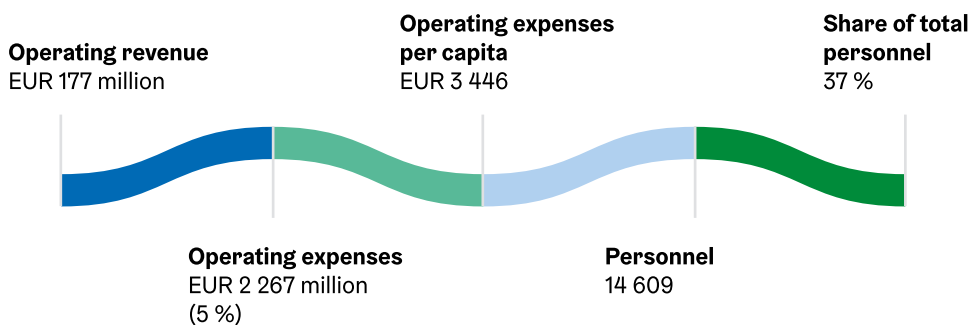 Operating revenue
EUR 177 million
Operating expenses
EUR 2 267 million
(5 %)
Operating expenses
per capita
EUR 3 446
Personnel
14 609
Share of total
personnel
37 %